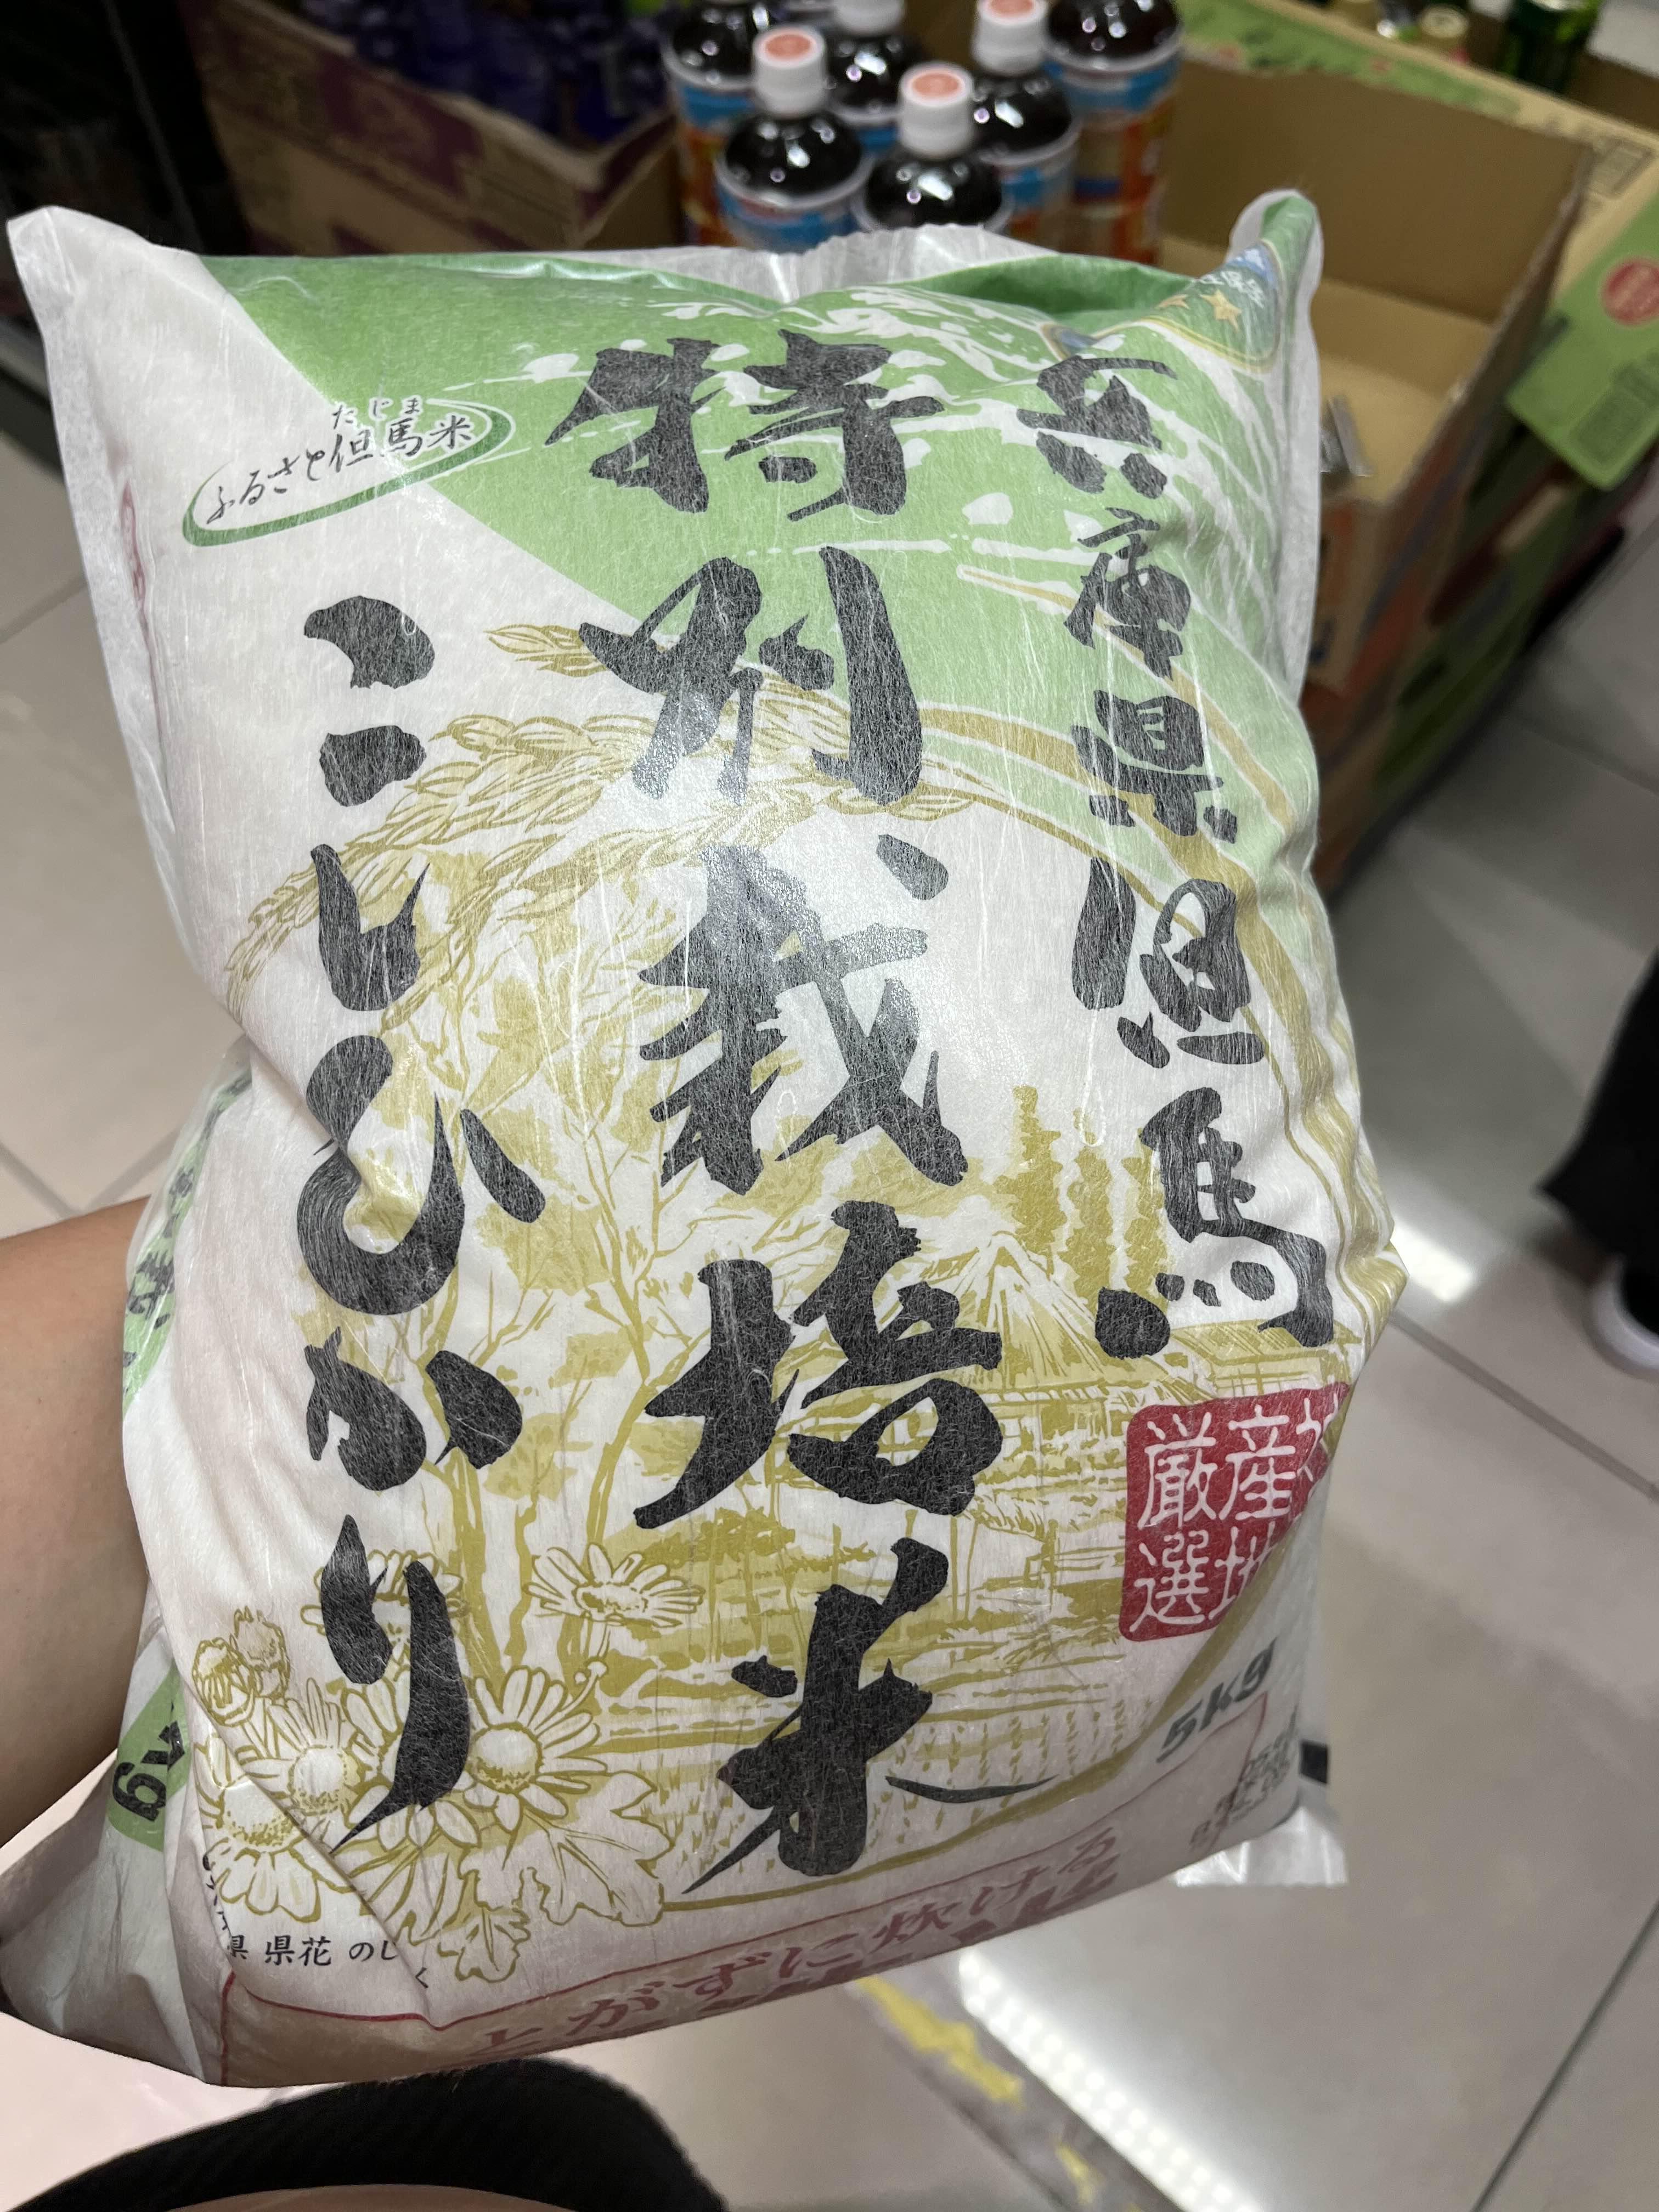 たじま
ふるさと但馬米
兵庫県但馬
特別栽培米
こしひかり
産地
厳選
5kg
県 県花 のじ
く
とがずに炊ける